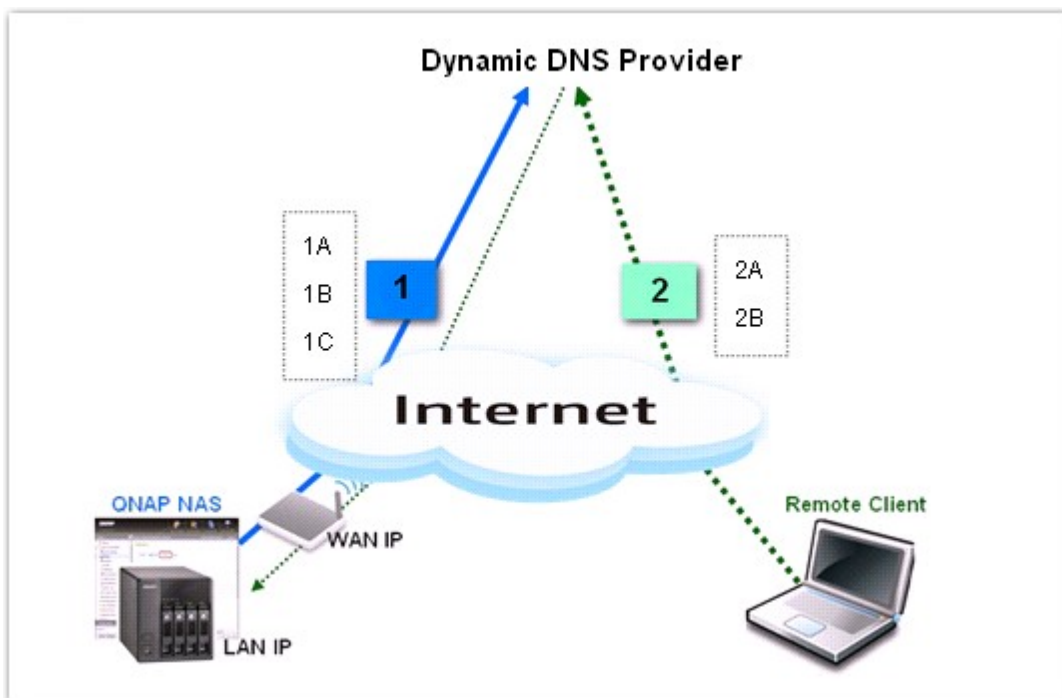 Dynamic DNS Provider
1A
1B
1C
1
2
2A
2B
Internet
QNAP NAS
WAN IP
LAN IP
Remote Client